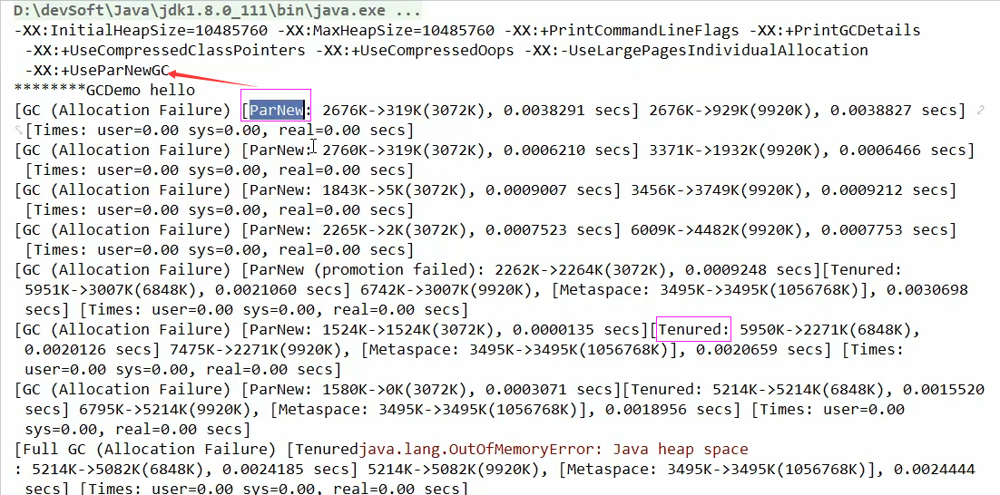 D:\devSoft\Java\jdk1.8.0_111\bin\java.exe ...
-XX:InitialHeapSize=10485760 -XX:MaxHeapSize=10485760 -XX:+PrintCommandLineFlags -XX:+PrintGCDetails
-XX:+UseCompressedClassPointers -XX:+UseCompressedOops -XX:-UseLargePagesIndividualAllocation
-XX:+UseParNewGC
********GCDemo hello
[GC (Allocation Failure) [ParNew: 2676K->319K(3072K), 0.0038291 secs] 2676K->929K(9920K), 0.0038827 secs]
[Times: user=0.00 sys=0.00, real=0.00 secs]
[GC (Allocation Failure) [ParNew: 2760K->319K(3072K), 0.0006210 secs] 3371K->1932K(9920K), 0.0006466 secs]
[Times: user=0.00 sys=0.00, real=0.00 secs]
[GC (Allocation Failure) [ParNew: 1843K->5K(3072K), 0.0009007 secs] 3456K->3749K(9920K), 0.0009212 secs]
[Times: user=0.00 sys=0.00, real=0.00 secs]
[GC (Allocation Failure) [ParNew: 2265K->2K(3072K), 0.0007523 secs] 6009K->4482K(9920K), 0.0007753 secs]
[Times: user=0.00 sys=0.00, real=0.00 secs]
[GC (Allocation Failure) [ParNew (promotion failed): 2262K->2264K(3072K), 0.0009248 secs][Tenured:
5951K->3007K(6848K), 0.0021060 secs] 6742K->3007K(9920K), [Metaspace: 3495K->3495K(1056768K)], 0.0030698
secs] [Times: user=0.00 sys=0.00, real=0.00 secs]
[GC (Allocation Failure) [ParNew: 1524K->1524K(3072K), 0.0000135 secs][Tenured: 5950K->2271K(6848K),
0.0020126 secs] 7475K->2271K(9920K), [Metaspace: 3495K->3495K(1056768K)], 0.0020659 secs] [Times:
user=0.00 sys=0.00, real=0.00 secs]
[GC (Allocation Failure) [ParNew: 1580K->0K(3072K), 0.0003071 secs][Tenured: 5214K->5214K(6848K), 0.0015520
secs] 6795K->5214K(9920K), [Metaspace: 3495K->3495K(1056768K)], 0.0018956 secs] [Times: user=0.00
sys=0.00, real=0.00 secs]
[Full GC (Allocation Failure) [Tenuredjava.lang.OutOfMemoryError: Java heap space
: 5214K->5082K(6848K), 0.0024185 secs] 5214K->5082K(9920K), [Metaspace: 3495K->3495K(1056768K)], 0.0024444
secs] [Times: user=0.00 sys=0.00, real=0.00 secs]